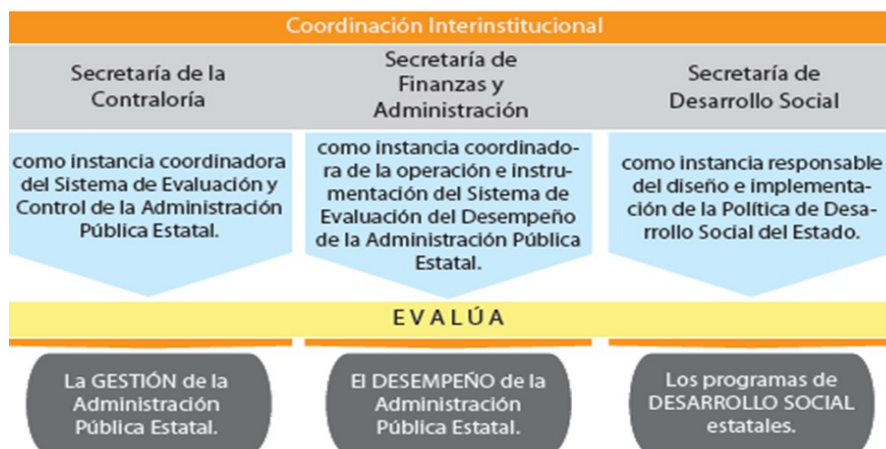 Coordinación Interinstitucional
Secretaría de la
Contraloría
Secretaría de
Finanzas y
Administración
Secretaría de
Desarrollo Social
como instancia coordinadora
del Sistema de Evaluación y
Control de la Administración
Pública Estatal.
como instancia coordinado-
ra de la operación e instru-
mentación del Sistema de
Evaluación del Desempeño
de la Administración Pública
Estatal.
como instancia responsable
del diseño e implementa-
ción de la Política de Desa-
rrollo Social del Estado.
EVALÚA
La GESTIÓN de la
Administración
Pública Estatal.
El DESEMPEÑO de la
Administración
Pública Estatal.
Los programas de
DESARROLLO SOCIAL
estatales.